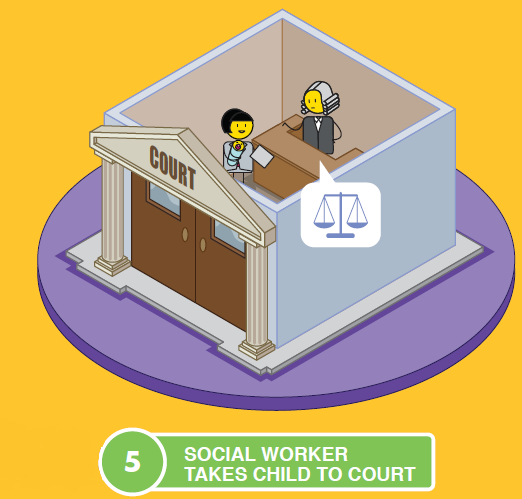 COURT
5
SOCIAL WORKER
TAKES CHILD TO COURT